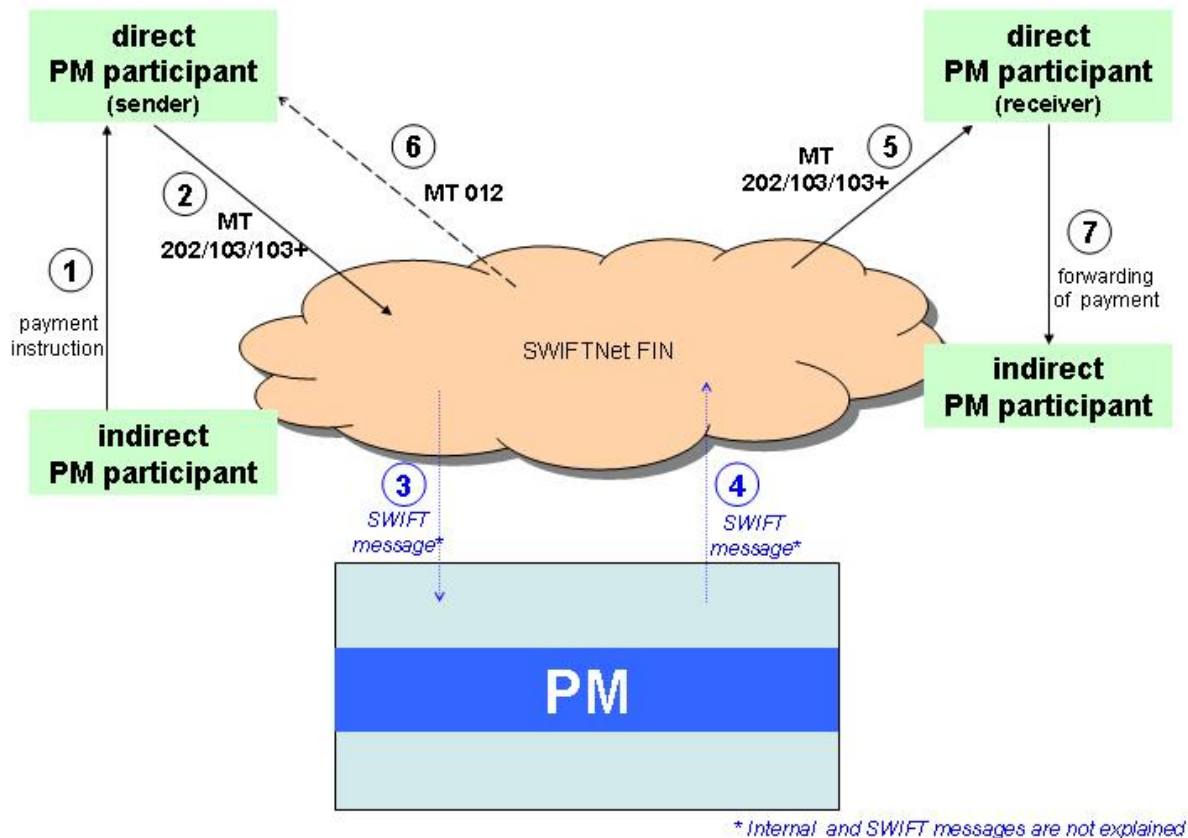 direct
PM participant
(sender)
direct
PM participant
(receiver)
6
MT 012
MT
202/103/103+
5
2
MT
202/103/103+
1
payment
instruction
7
forwarding
of payment
SWIFTNet FIN
indirect
PM participant
indirect
PM participant
3
SWIFT
message*
4
SWIFT
message*
PM
* Internal and SWIFT messages are not explained